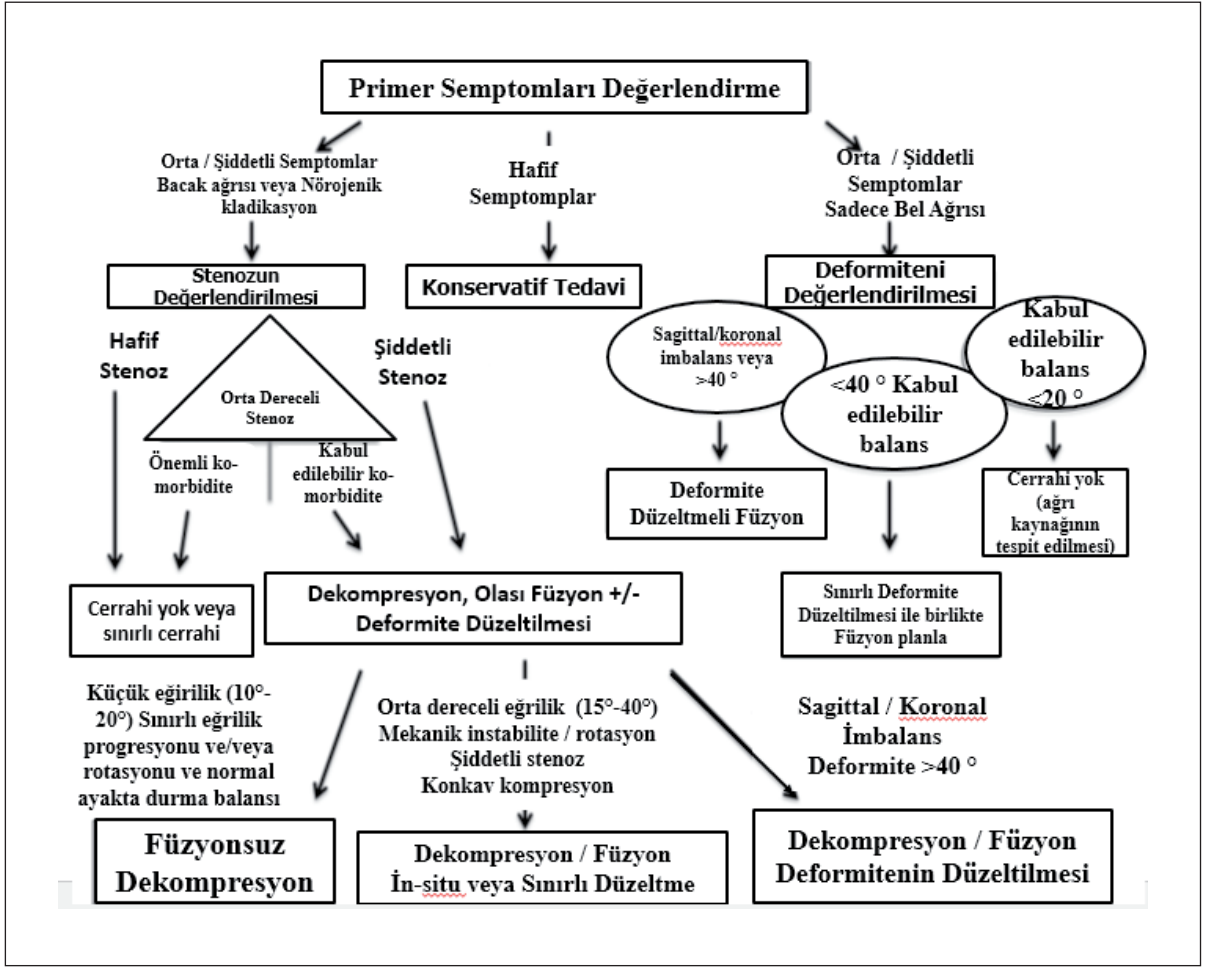 Primer Semptomları Değerlendirme
Orta / Şiddetli Semptomlar
Bacak ağrısı veya Nörojenik
kladikasyon
Hafif
Semptomplar
Orta / Şiddetli
Semptomlar
Sadece Bel Ağrısı
Stenozun
Değerlendirilmesi
Konservatif Tedavi
Deformiteni
Değerlendirilmesi
Hafif
Stenoz
Orta Dereceli
Stenoz
Şiddetli
Stenoz
Sagittal/koronal
imbalans veya
>40 °
<40 ° Kabul
edilebilir
balans
Kabul
edilebilir
balans
<20 °
Önemli ko-
morbidite
Kabul
edilebilir ko-
morbidite
Deformite
Düzeltmeli Füzyon
Cerrahi yok
(ağrı
kaynağının
tespit edilmesi)
Cerrahi yok veya
sınırlı cerrahi
Dekompresyon, Olası Füzyon +/-
Deformite Düzeltilmesi
Sınırlı Deformite
Düzeltilmesi ile birlikte
Füzyon planla
Küçük eğirilik (10°-
20°) Sınırlı eğrilik
progresyonu ve/veya
rotasyonu ve normal
ayakta durma balansı
Orta dereceli eğrilik (15°-40°)
Mekanik instabilite / rotasyon
Şiddetli stenoz
Konkav kompresyon
Sagittal / Koronal
İmbalans
Deformite >40 °
Füzyonsuz
Dekompresyon
Dekompresyon / Füzyon
İn-situ veya Sınırlı Düzeltme
Dekompresyon / Füzyon
Deformitenin Düzeltilmesi